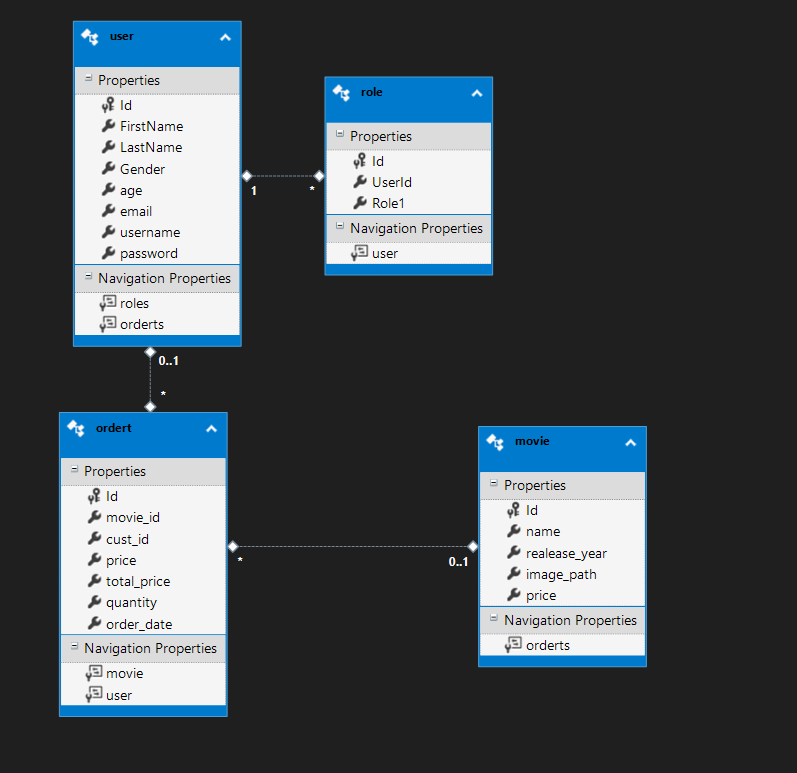 user
Properties
Id
FirstName
LastName
Gender
age
email
username
password
Navigation Properties
roles
orderts
role
Properties
Id
UserId
Role1
Navigation Properties
user
1
*
0..1
*
ordert
Properties
Id
movie_id
cust_id
price
total_price
quantity
order_date
Navigation Properties
movie
user
*
0..1
movie
Properties
Id
name
realease_year
image_path
price
Navigation Properties
orderts